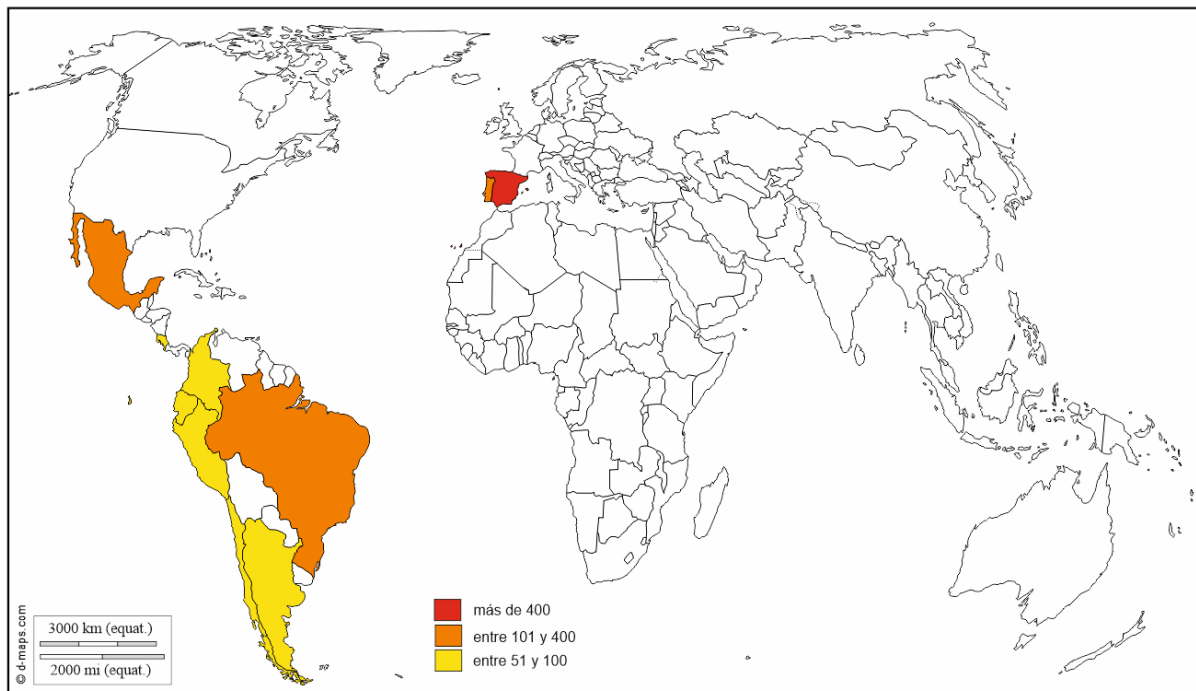 más de 400
entre 101 y 400
entre 51 y 100
3000 km (equat.)
2000 mi (equat.)
© d-maps.com